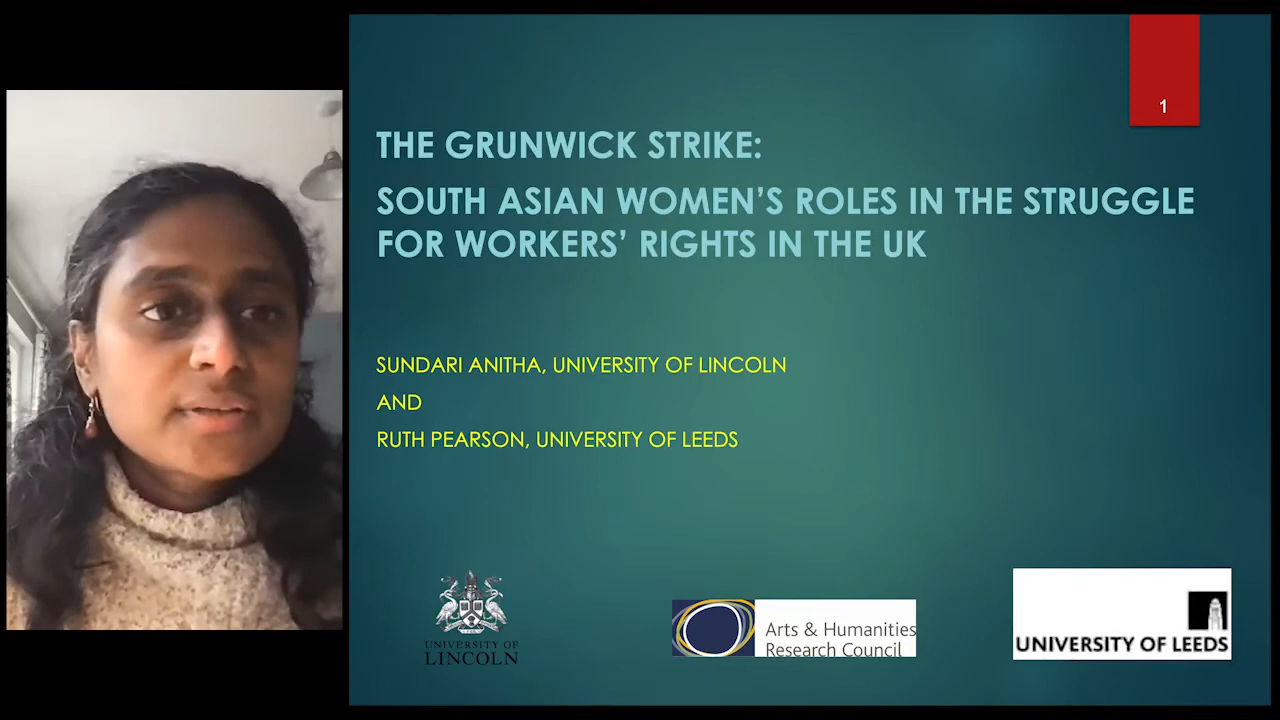 1
THE GRUNWICK STRIKE:
SOUTH ASIAN WOMEN’S ROLES IN THE STRUGGLE
FOR WORKERS’ RIGHTS IN THE UK
SUNDARI ANITHA, UNIVERSITY OF LINCOLN
AND
RUTH PEARSON, UNIVERSITY OF LEEDS
UNIVERSITY OF
LINCOLN
Arts & Humanities
Research Council
UNIVERSITY OF LEEDS